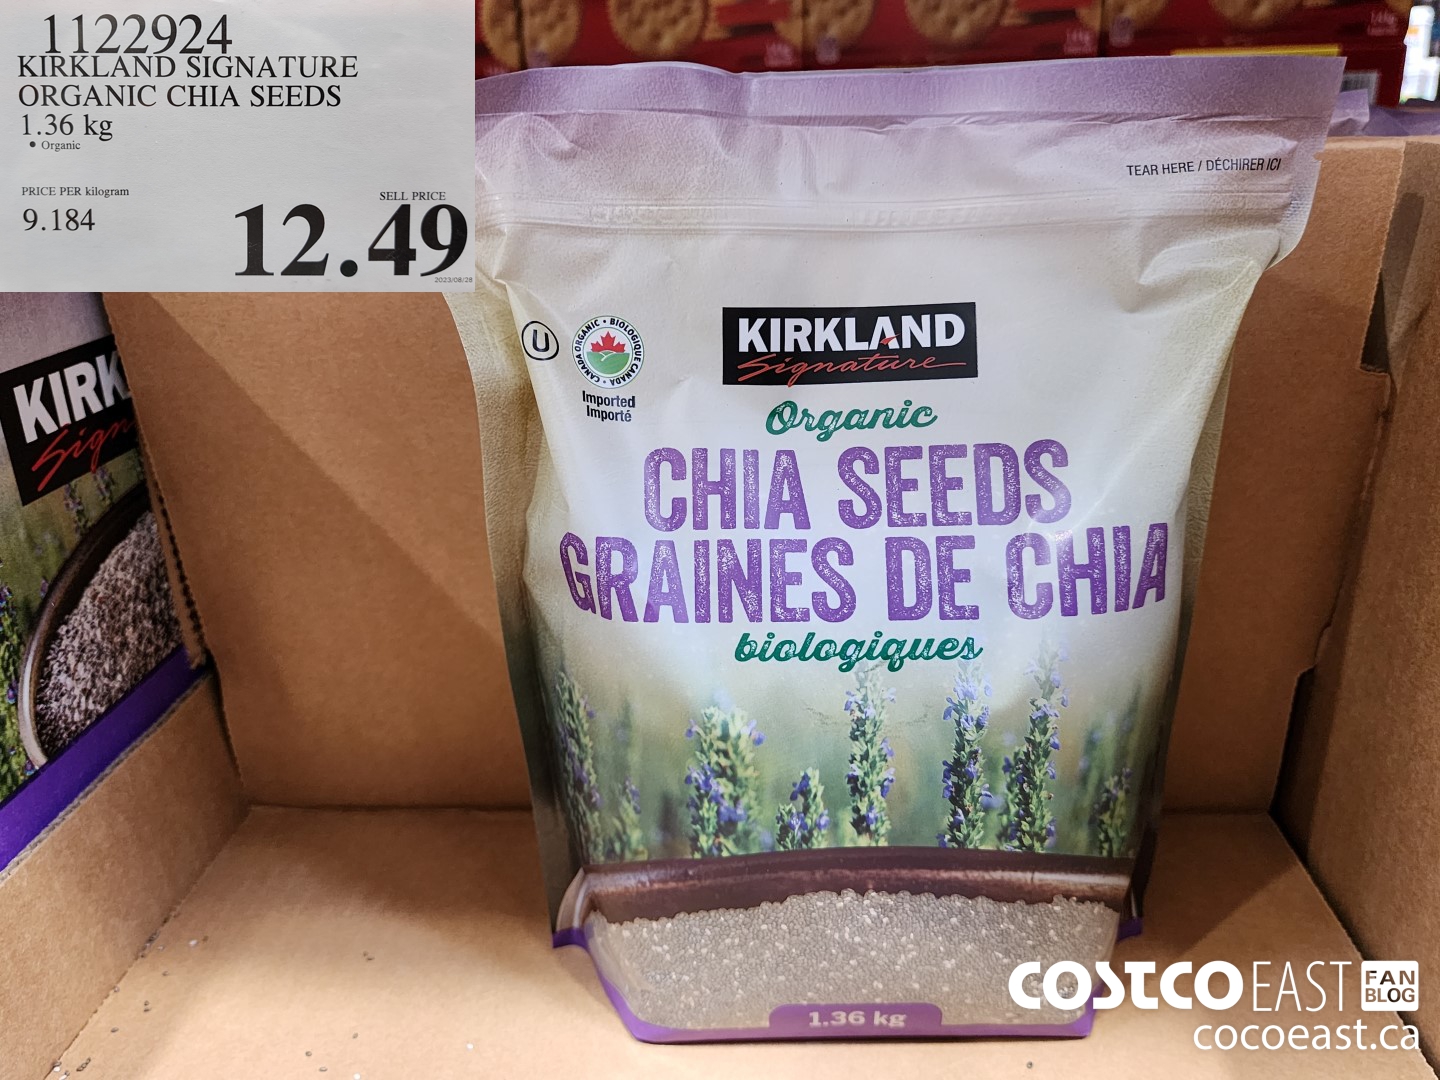 1122924
KIRKLAND SIGNATURE
ORGANIC CHIA SEEDS
1.36 kg
• Organic
PRICE PER kilogram
9.184
SELL PRICE
12.49
2023/08/28
TEAR HERE / DÉCHIRER ICI
U
CANADA ORGANIC • BIOLOGIQUE CANADA •
Imported
Importé
KIRKLAND
Signature
Organic
CHIA SEEDS
GRAINES DE CHIA
biologiques
1.36 kg
KIRK
Sign
COSTCO EAST FAN BLOG
cocoeast.ca